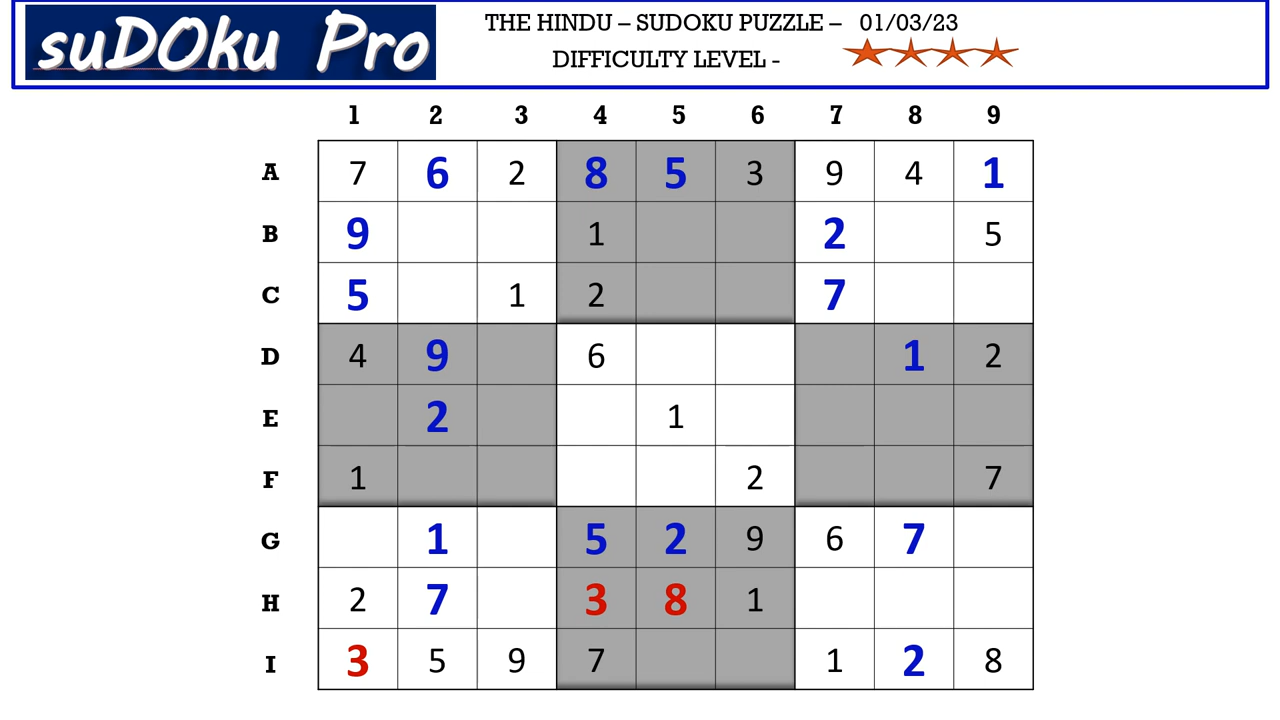 suDOku Pro
THE HINDU – SUDOKU PUZZLE – 01/03/23
DIFFICULTY LEVEL -
1 2 3 4 5 6 7 8 9
A 7 6 2 8 5 3 9 4 1
B 9 1 2 5
C 5 1 2 7
D 4 9 6 1 2
E 2 1
F 1 2 7
G 1 5 2 9 6 7
H 2 7 3 8 1
I 3 5 9 7 1 2 8